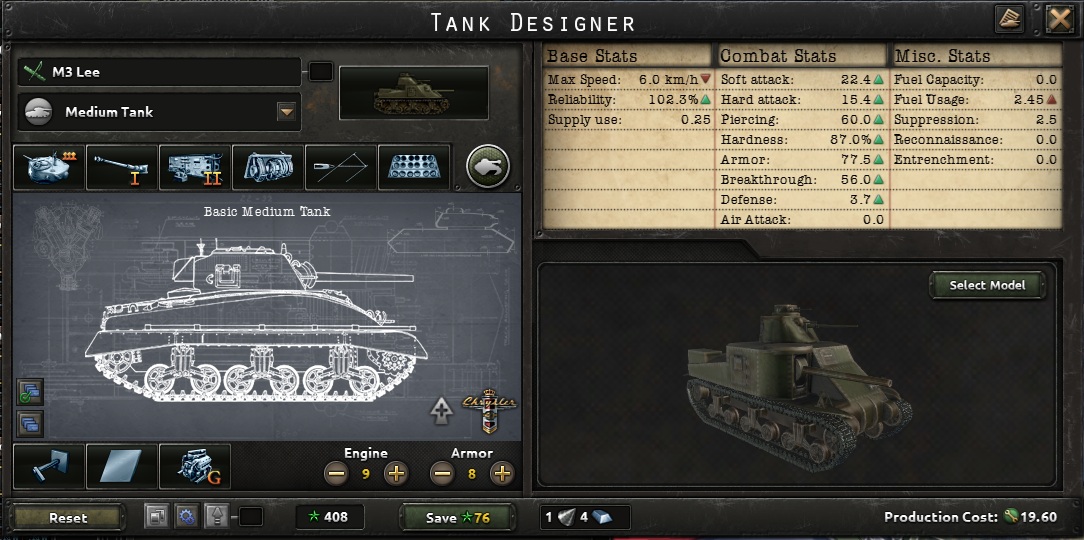 Tank Designer
M3 Lee
Medium Tank
I
II
Basic Medium Tank
Chrysler
G
Engine
9
Armor
8
Reset
408
Save 76
Base Stats
Max Speed: 6.0 km/h
Reliability: 102.3%
Supply use: 0.25
Combat Stats
Soft attack: 22.4
Hard attack: 15.4
Piercing: 60.0
Hardness: 87.0%
Armor: 77.5
Breakthrough: 56.0
Defense: 3.7
Air Attack: 0.0
Misc. Stats
Fuel Capacity: 0.0
Fuel Usage: 2.45
Suppression: 2.5
Reconnaissance: 0.0
Entrenchment: 0.0
Select Model
1 4
Production Cost: 19.60